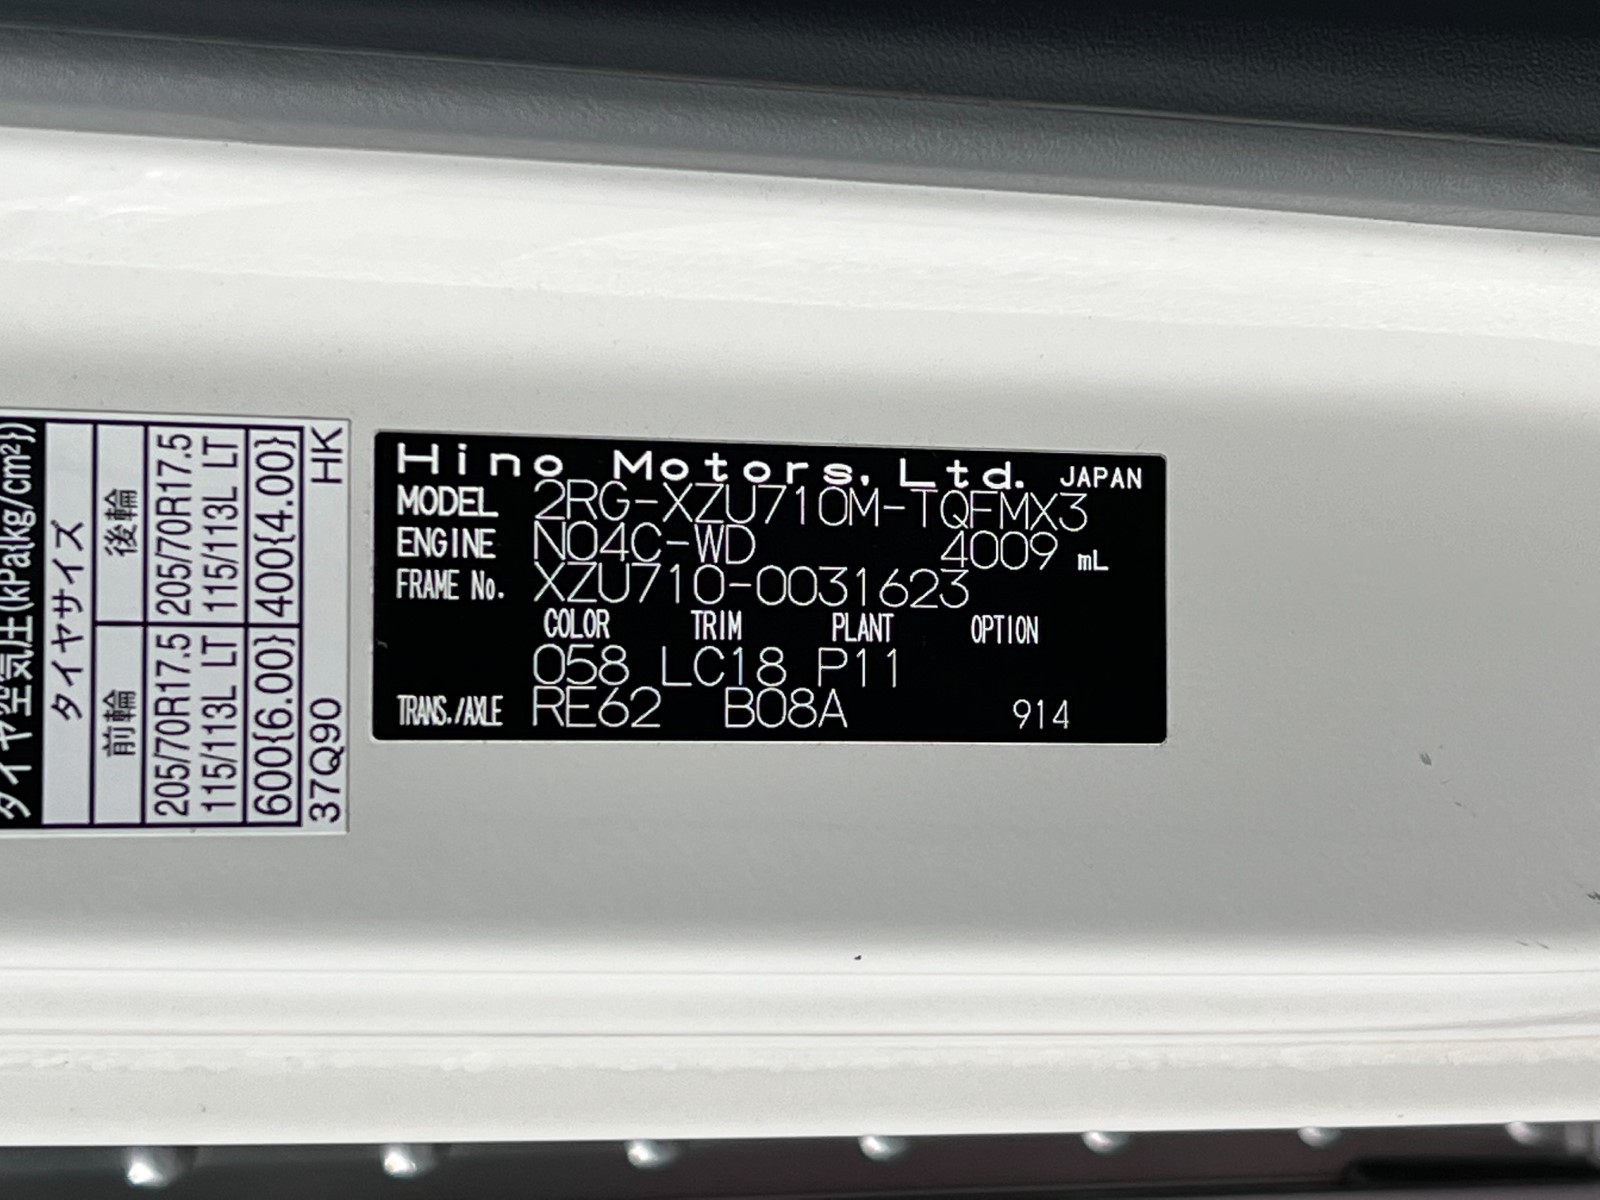 Hino Motors, Ltd. JAPAN
MODEL 2RG-XZU710M-TQFMX3
ENGINE N04C-WD 4009 mL
FRAME No. XZU710-0031623
COLOR TRIM PLANT OPTION
058 LC18 P11
TRANS./AXLE RE62 B08A 914
タイヤ空気圧(kPa{kg/cm²})
タイヤサイズ
前輪 後輪
205/70R17.5 205/70R17.5
115/113L LT 115/113L LT
600{6.00} 400{4.00}
37Q90 HK